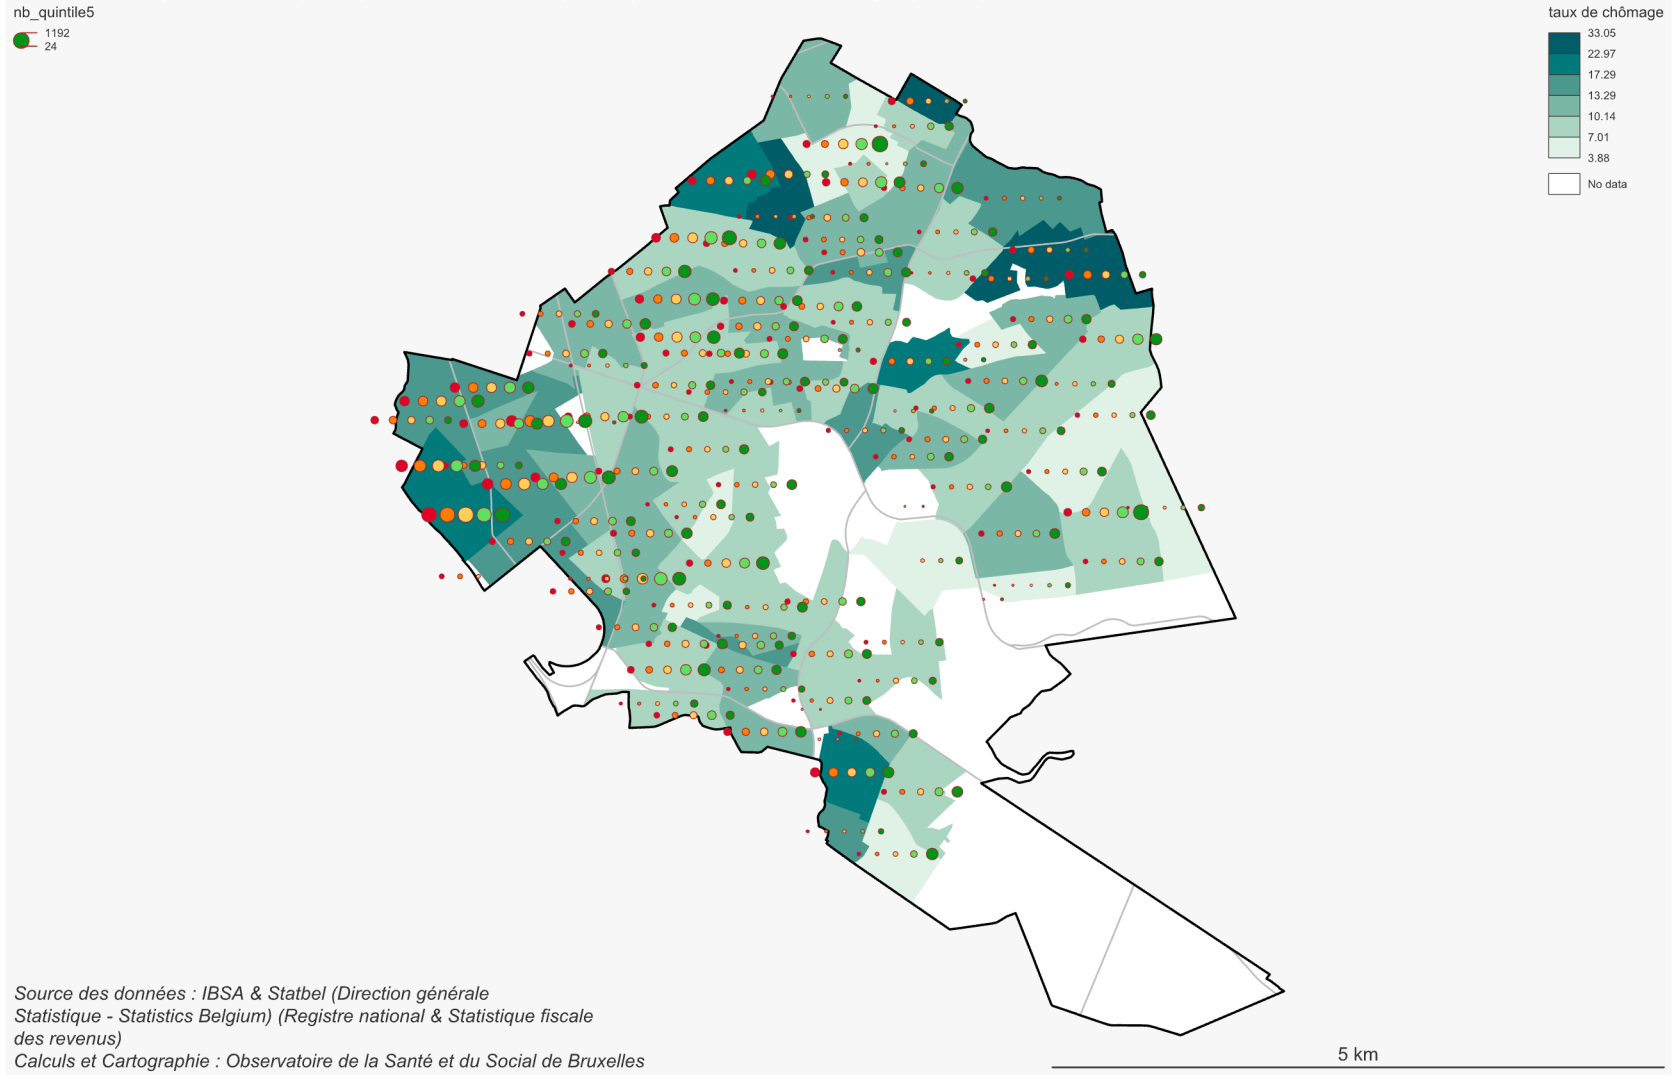 nb_quintile5
1192
24
taux de chômage
33.05
22.97
17.29
13.29
10.14
7.01
3.88
No data
Source des données : IBSA & Statbel (Direction générale
Statistique - Statistics Belgium) (Registre national & Statistique fiscale
des revenus)
Calculs et Cartographie : Observatoire de la Santé et du Social de Bruxelles
5 km